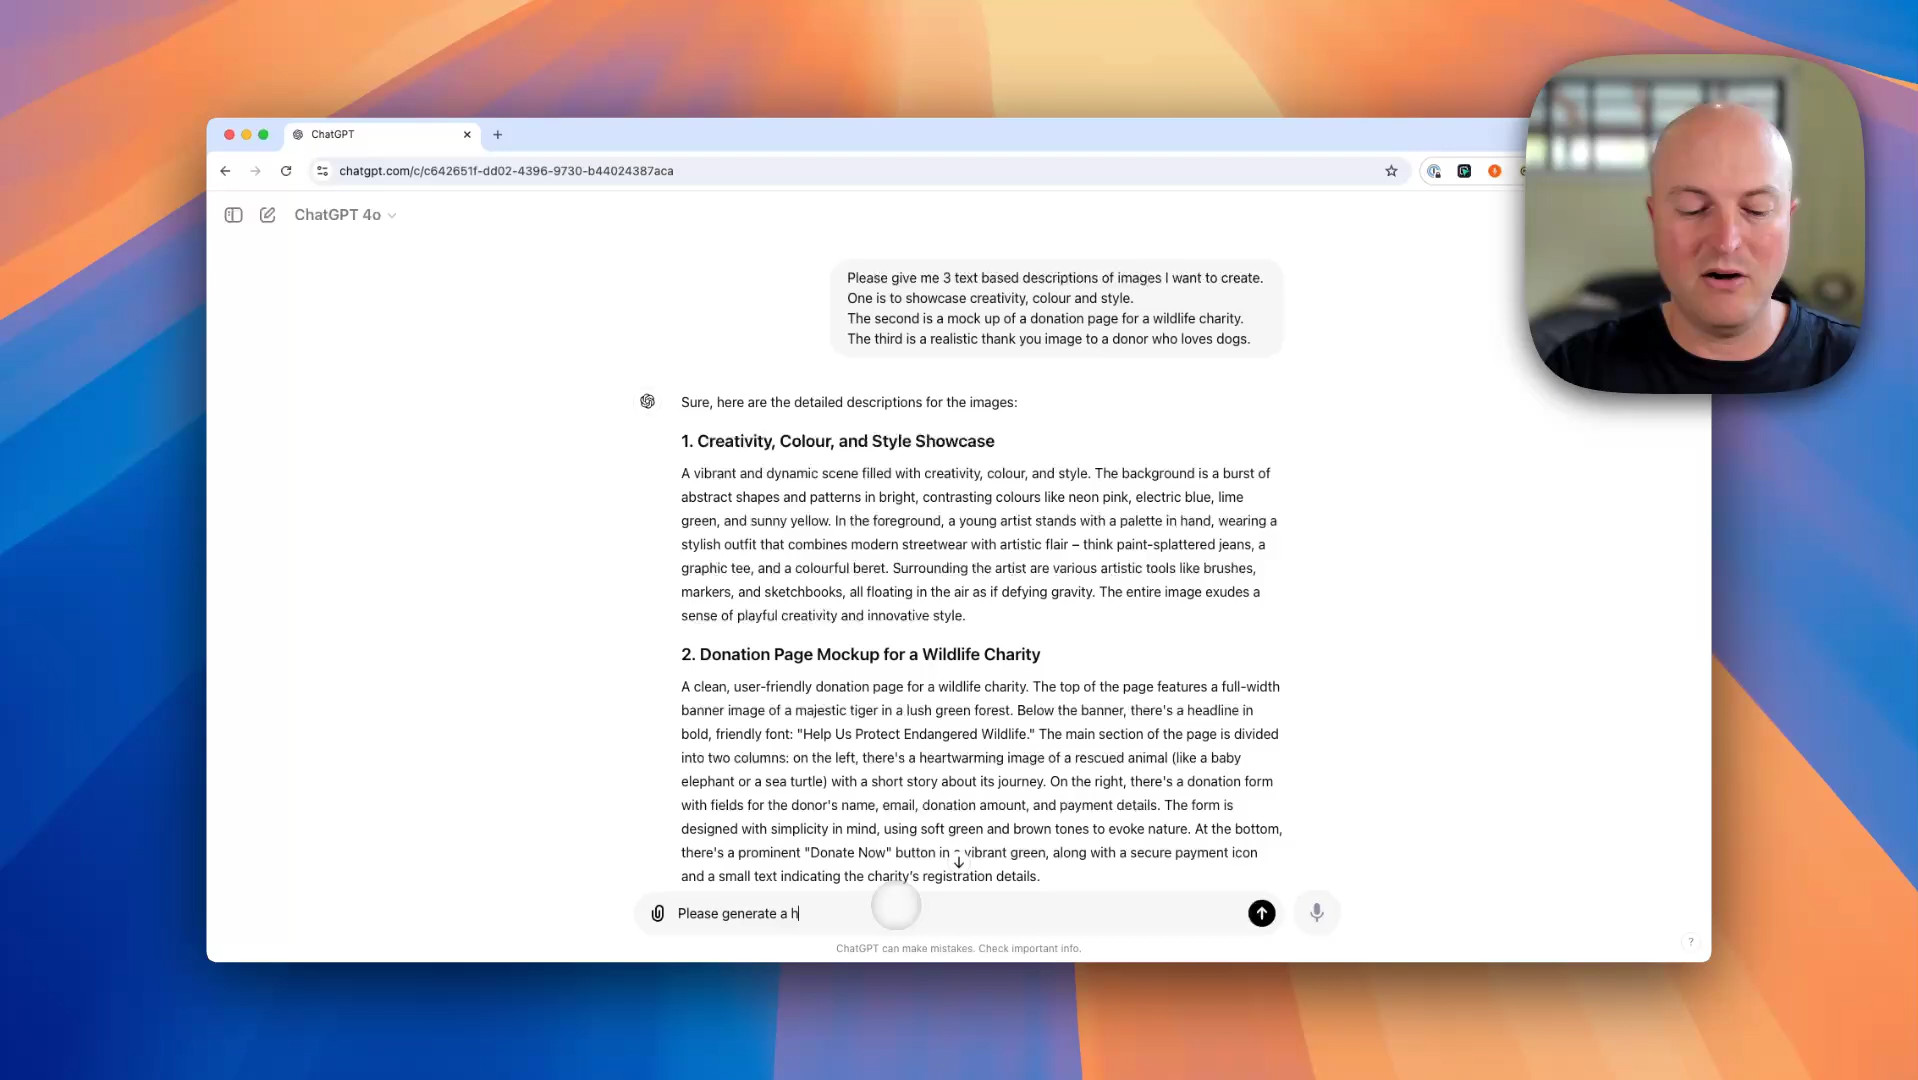 ChatGPT
chatgpt.com/c/c642651f-dd02-4396-9730-b44024387aca
ChatGPT 4o
Please give me 3 text based descriptions of images I want to create.
One is to showcase creativity, colour and style.
The second is a mock up of a donation page for a wildlife charity.
The third is a realistic thank you image to a donor who loves dogs.
Sure, here are the detailed descriptions for the images:
1. Creativity, Colour, and Style Showcase
A vibrant and dynamic scene filled with creativity, colour, and style. The background is a burst of
abstract shapes and patterns in bright, contrasting colours like neon pink, electric blue, lime
green, and sunny yellow. In the foreground, a young artist stands with a palette in hand, wearing a
stylish outfit that combines modern streetwear with artistic flair – think paint-splattered jeans, a
graphic tee, and a colourful beret. Surrounding the artist are various artistic tools like brushes,
markers, and sketchbooks, all floating in the air as if defying gravity. The entire image exudes a
sense of playful creativity and innovative style.
2. Donation Page Mockup for a Wildlife Charity
A clean, user-friendly donation page for a wildlife charity. The top of the page features a full-width
banner image of a majestic tiger in a lush green forest. Below the banner, there's a headline in
bold, friendly font: "Help Us Protect Endangered Wildlife." The main section of the page is divided
into two columns: on the left, there's a heartwarming image of a rescued animal (like a baby
elephant or a sea turtle) with a short story about its journey. On the right, there's a donation form
with fields for the donor's name, email, donation amount, and payment details. The form is
designed with simplicity in mind, using soft green and brown tones to evoke nature. At the bottom,
there's a prominent "Donate Now" button in a vibrant green, along with a secure payment icon
and a small text indicating the charity's registration details.
Please generate a h
ChatGPT can make mistakes. Check important info.
?